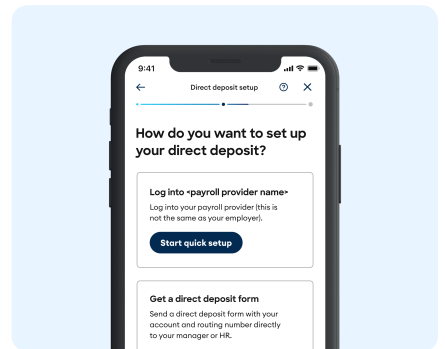 9:41
Direct deposit setup
How do you want to set up
your direct deposit?
Log into <payroll provider name>
Log into your payroll provider (this is
not the same as your employer).
Start quick setup
Get a direct deposit form
Send a direct deposit form with your
account and routing number directly
to your manager or HR.